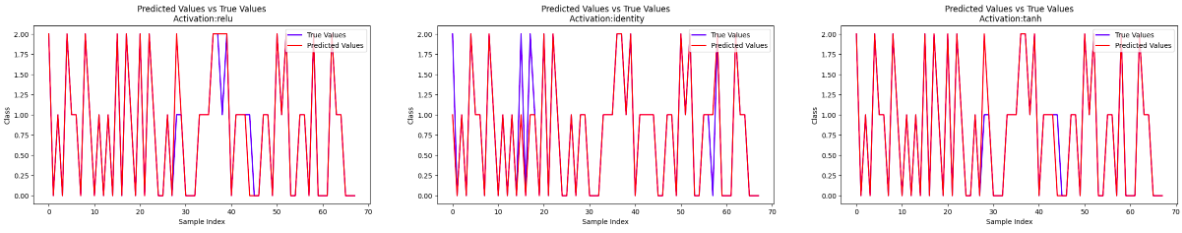 Predicted Values vs True Values
Activation:relu
True Values
Predicted Values
Class
2.00
1.75
1.50
1.25
1.00
0.75
0.50
0.25
0.00
0 10 20 30 40 50 60 70
Sample Index
Predicted Values vs True Values
Activation:identity
True Values
Predicted Values
Class
2.00
1.75
1.50
1.25
1.00
0.75
0.50
0.25
0.00
0 10 20 30 40 50 60 70
Sample Index
Predicted Values vs True Values
Activation:tanh
True Values
Predicted Values
Class
2.00
1.75
1.50
1.25
1.00
0.75
0.50
0.25
0.00
0 10 20 30 40 50 60 70
Sample Index